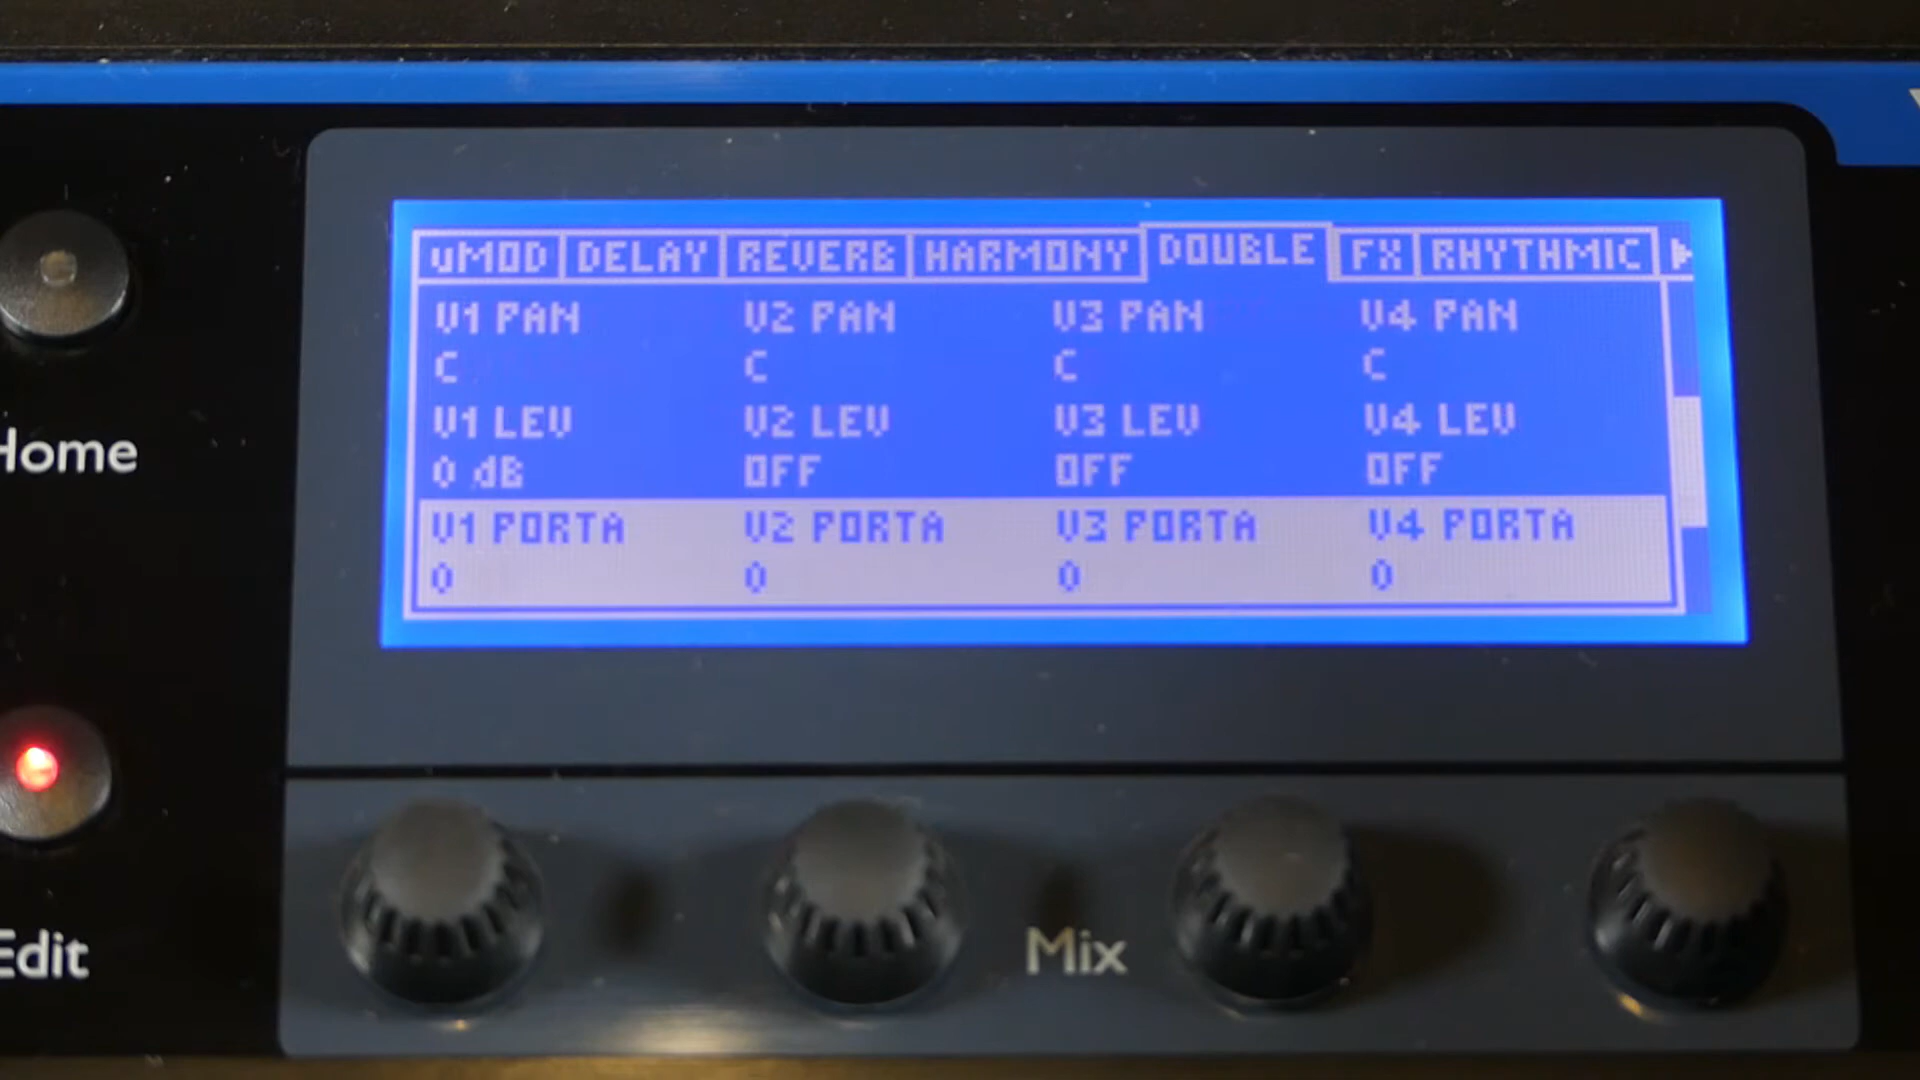 uMOD DELAY REVERB HARMONY DOUBLE FX RHYTHMIC
V1 PAN V2 PAN V3 PAN V4 PAN
C C C C
V1 LEV V2 LEV V3 LEV V4 LEV
0 dB OFF OFF OFF
V1 PORTA V2 PORTA V3 PORTA V4 PORTA
0 0 0 0
Home
Edit
Mix